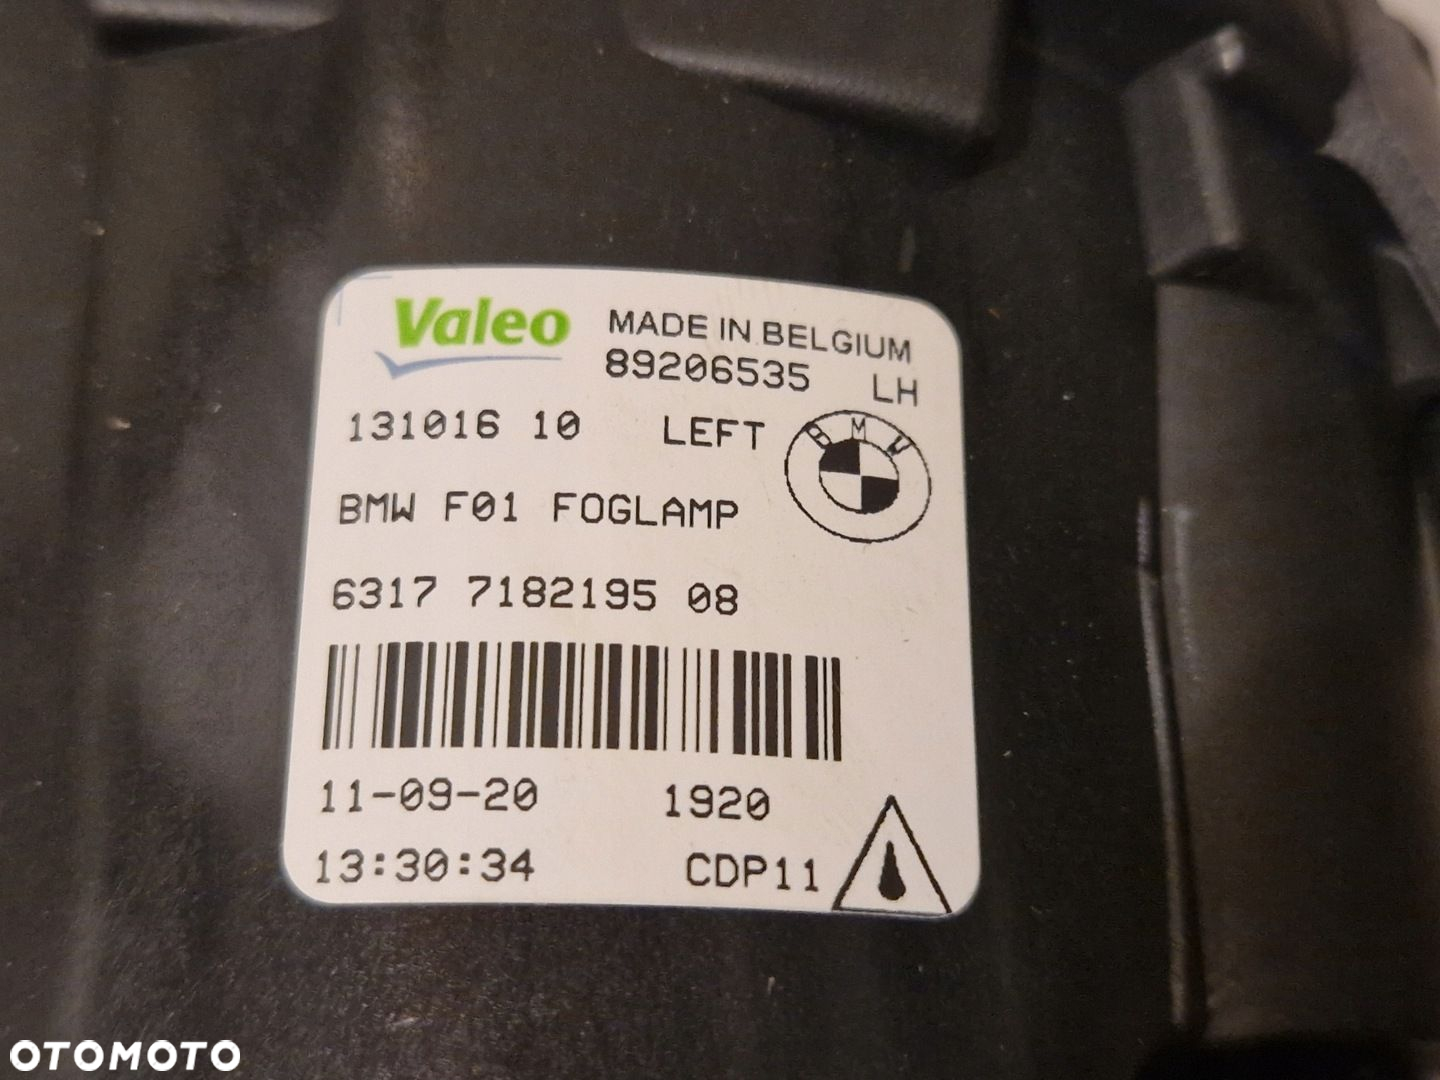 Valeo
MADE IN BELGIUM
89206535
LH
131016 10
LEFT
BMW
BMW F01 FOGLAMP
6317 7182195 08
11-09-20
1920
13:30:34
CDP11
OTOMOTO